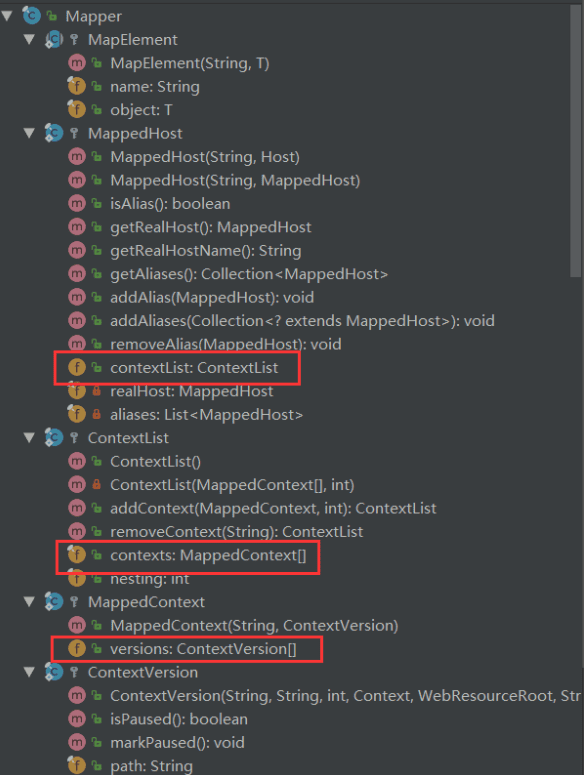 Mapper
MapElement
MapElement(String, T)
name: String
object: T
MappedHost
MappedHost(String, Host)
MappedHost(String, MappedHost)
isAlias(): boolean
getRealHost(): MappedHost
getRealHostName(): String
getAliases(): Collection<MappedHost>
addAlias(MappedHost): void
addAliases(Collection<? extends MappedHost>): void
removeAlias(MappedHost): void
contextList: ContextList
realHost: MappedHost
aliases: List<MappedHost>
ContextList
ContextList()
ContextList(MappedContext[], int)
addContext(MappedContext, int): ContextList
removeContext(String): ContextList
contexts: MappedContext[]
nesting: int
MappedContext
MappedContext(String, ContextVersion)
versions: ContextVersion[]
ContextVersion
ContextVersion(String, String, int, Context, WebResourceRoot, Str
isPaused(): boolean
markPaused(): void
path: String